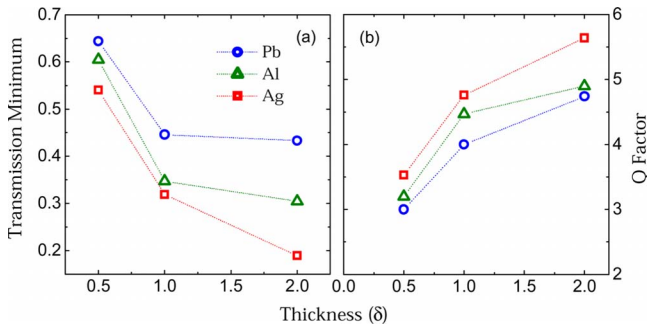 Transmission Minimum
0.7
0.6
0.5
0.4
0.3
0.2
(a)
Pb
Al
Ag
0.5 1.0 1.5 2.0
(b)
6
5
4
3
2
Q Factor
0.0 0.5 1.0 1.5 2.0
Thickness (δ)